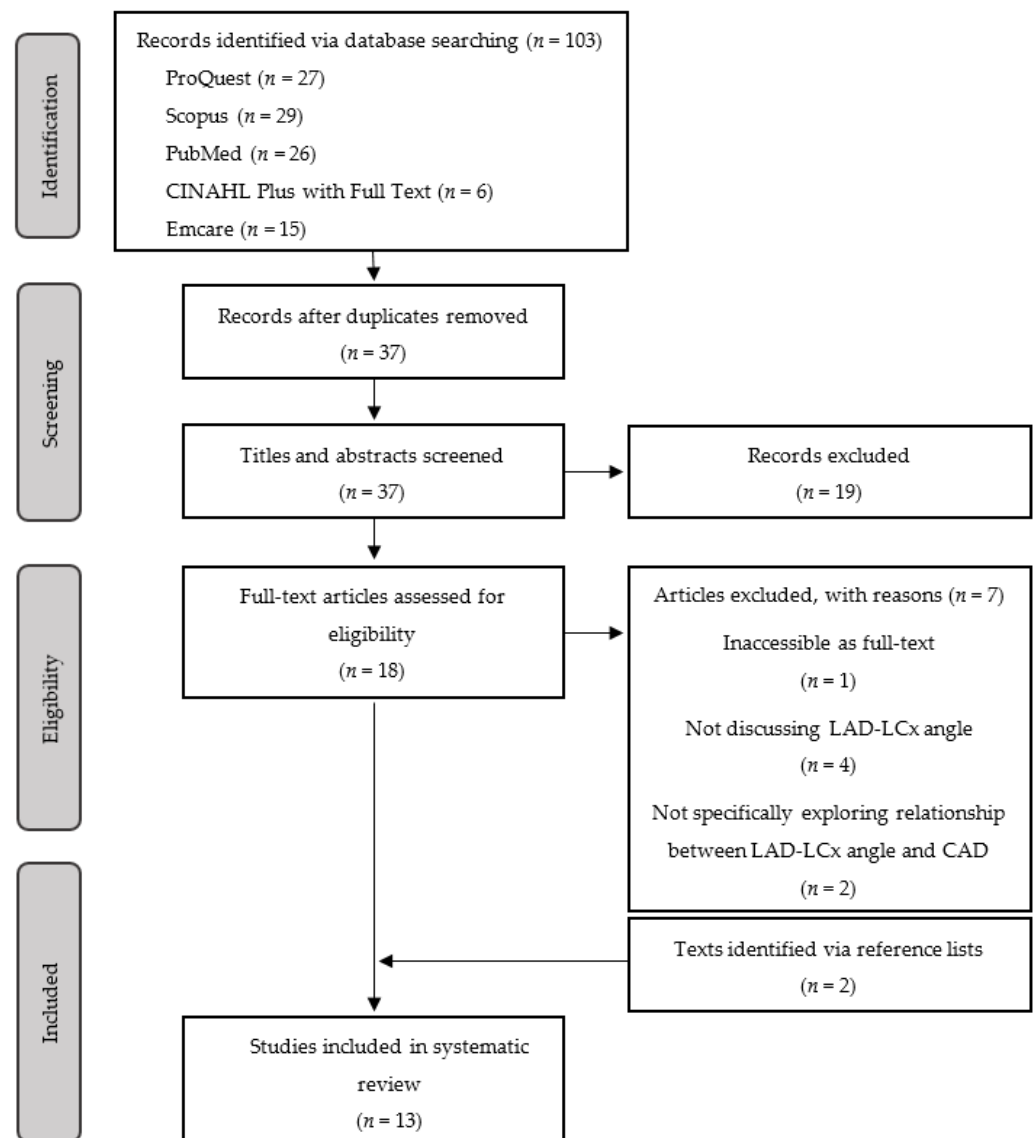 Identification
Records identified via database searching (n = 103)
ProQuest (n = 27)
Scopus (n = 29)
PubMed (n = 26)
CINAHL Plus with Full Text (n = 6)
Emcare (n = 15)
Screening
Records after duplicates removed
(n = 37)
Titles and abstracts screened
(n = 37)
Records excluded
(n = 19)
Eligibility
Full-text articles assessed for
eligibility
(n = 18)
Articles excluded, with reasons (n = 7)
Inaccessible as full-text
(n = 1)
Not discussing LAD-LCx angle
(n = 4)
Not specifically exploring relationship
between LAD-LCx angle and CAD
(n = 2)
Included
Texts identified via reference lists
(n = 2)
Studies included in systematic
review
(n = 13)